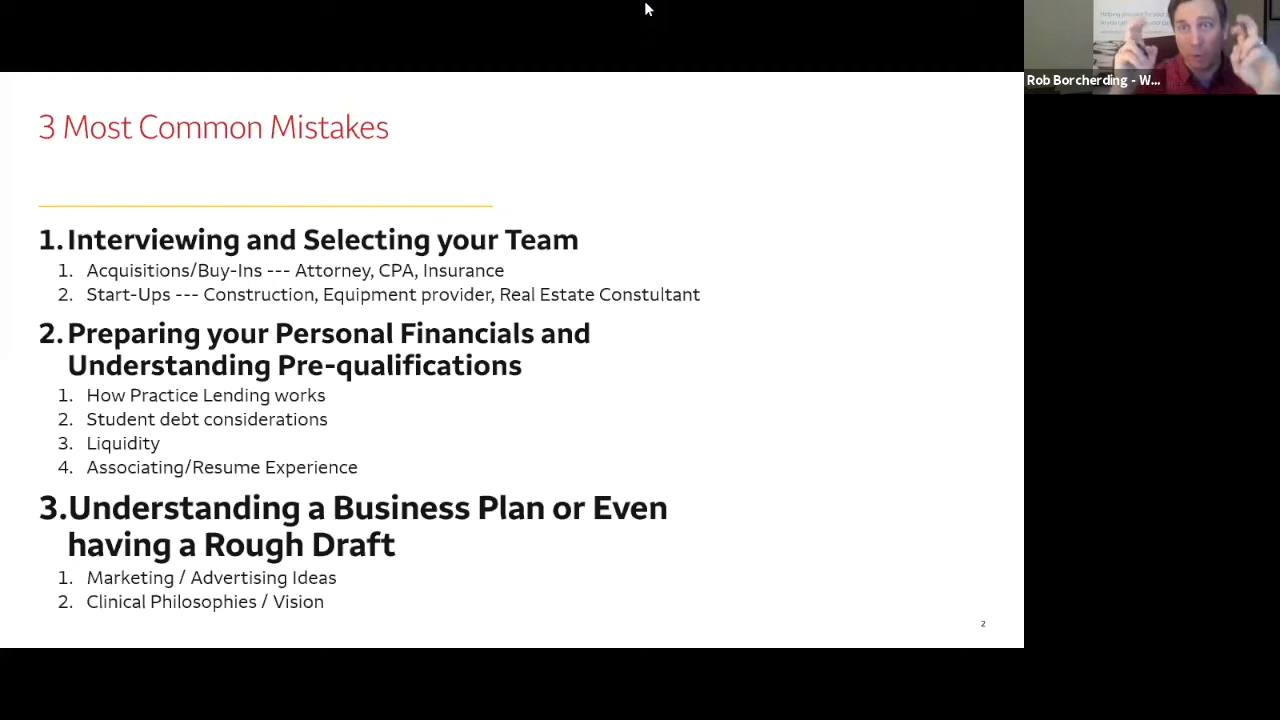 Helping
Rob Borcherding - W...
3 Most Common Mistakes
1. Interviewing and Selecting your Team
1. Acquisitions/Buy-Ins --- Attorney, CPA, Insurance
2. Start-Ups --- Construction, Equipment provider, Real Estate Constultant
2. Preparing your Personal Financials and
Understanding Pre-qualifications
1. How Practice Lending works
2. Student debt considerations
3. Liquidity
4. Associating/Resume Experience
3.Understanding a Business Plan or Even
having a Rough Draft
1. Marketing / Advertising Ideas
2. Clinical Philosophies / Vision
2